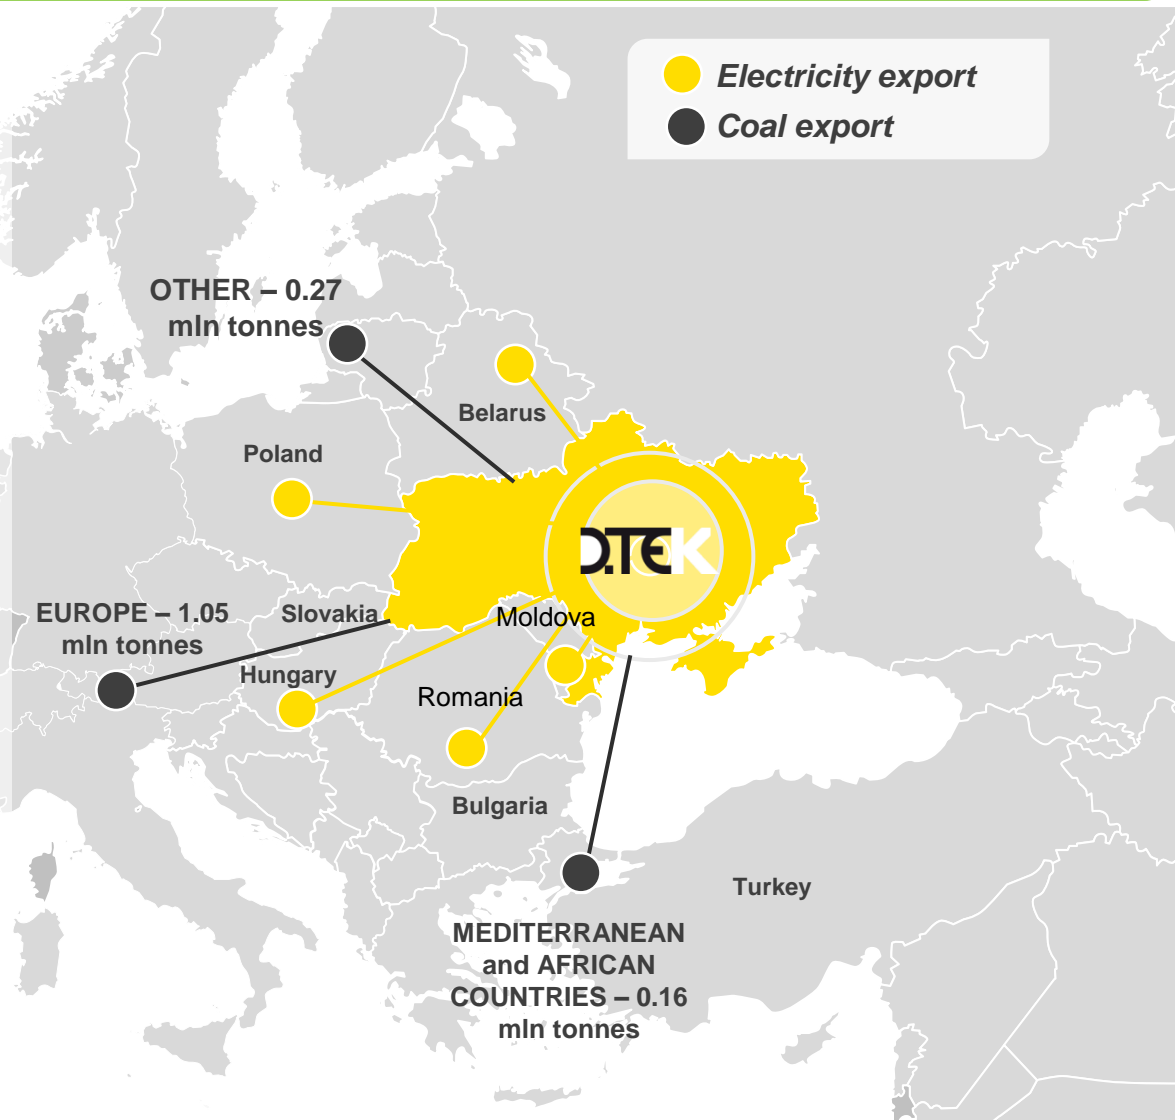 Electricity export
Coal export
OTHER – 0.27
mln tonnes
Belarus
Poland
D.TEK
EUROPE – 1.05
mln tonnes
Slovakia
Moldova
Hungary
Romania
Bulgaria
Turkey
MEDITERRANEAN
and AFRICAN
COUNTRIES – 0.16
mln tonnes